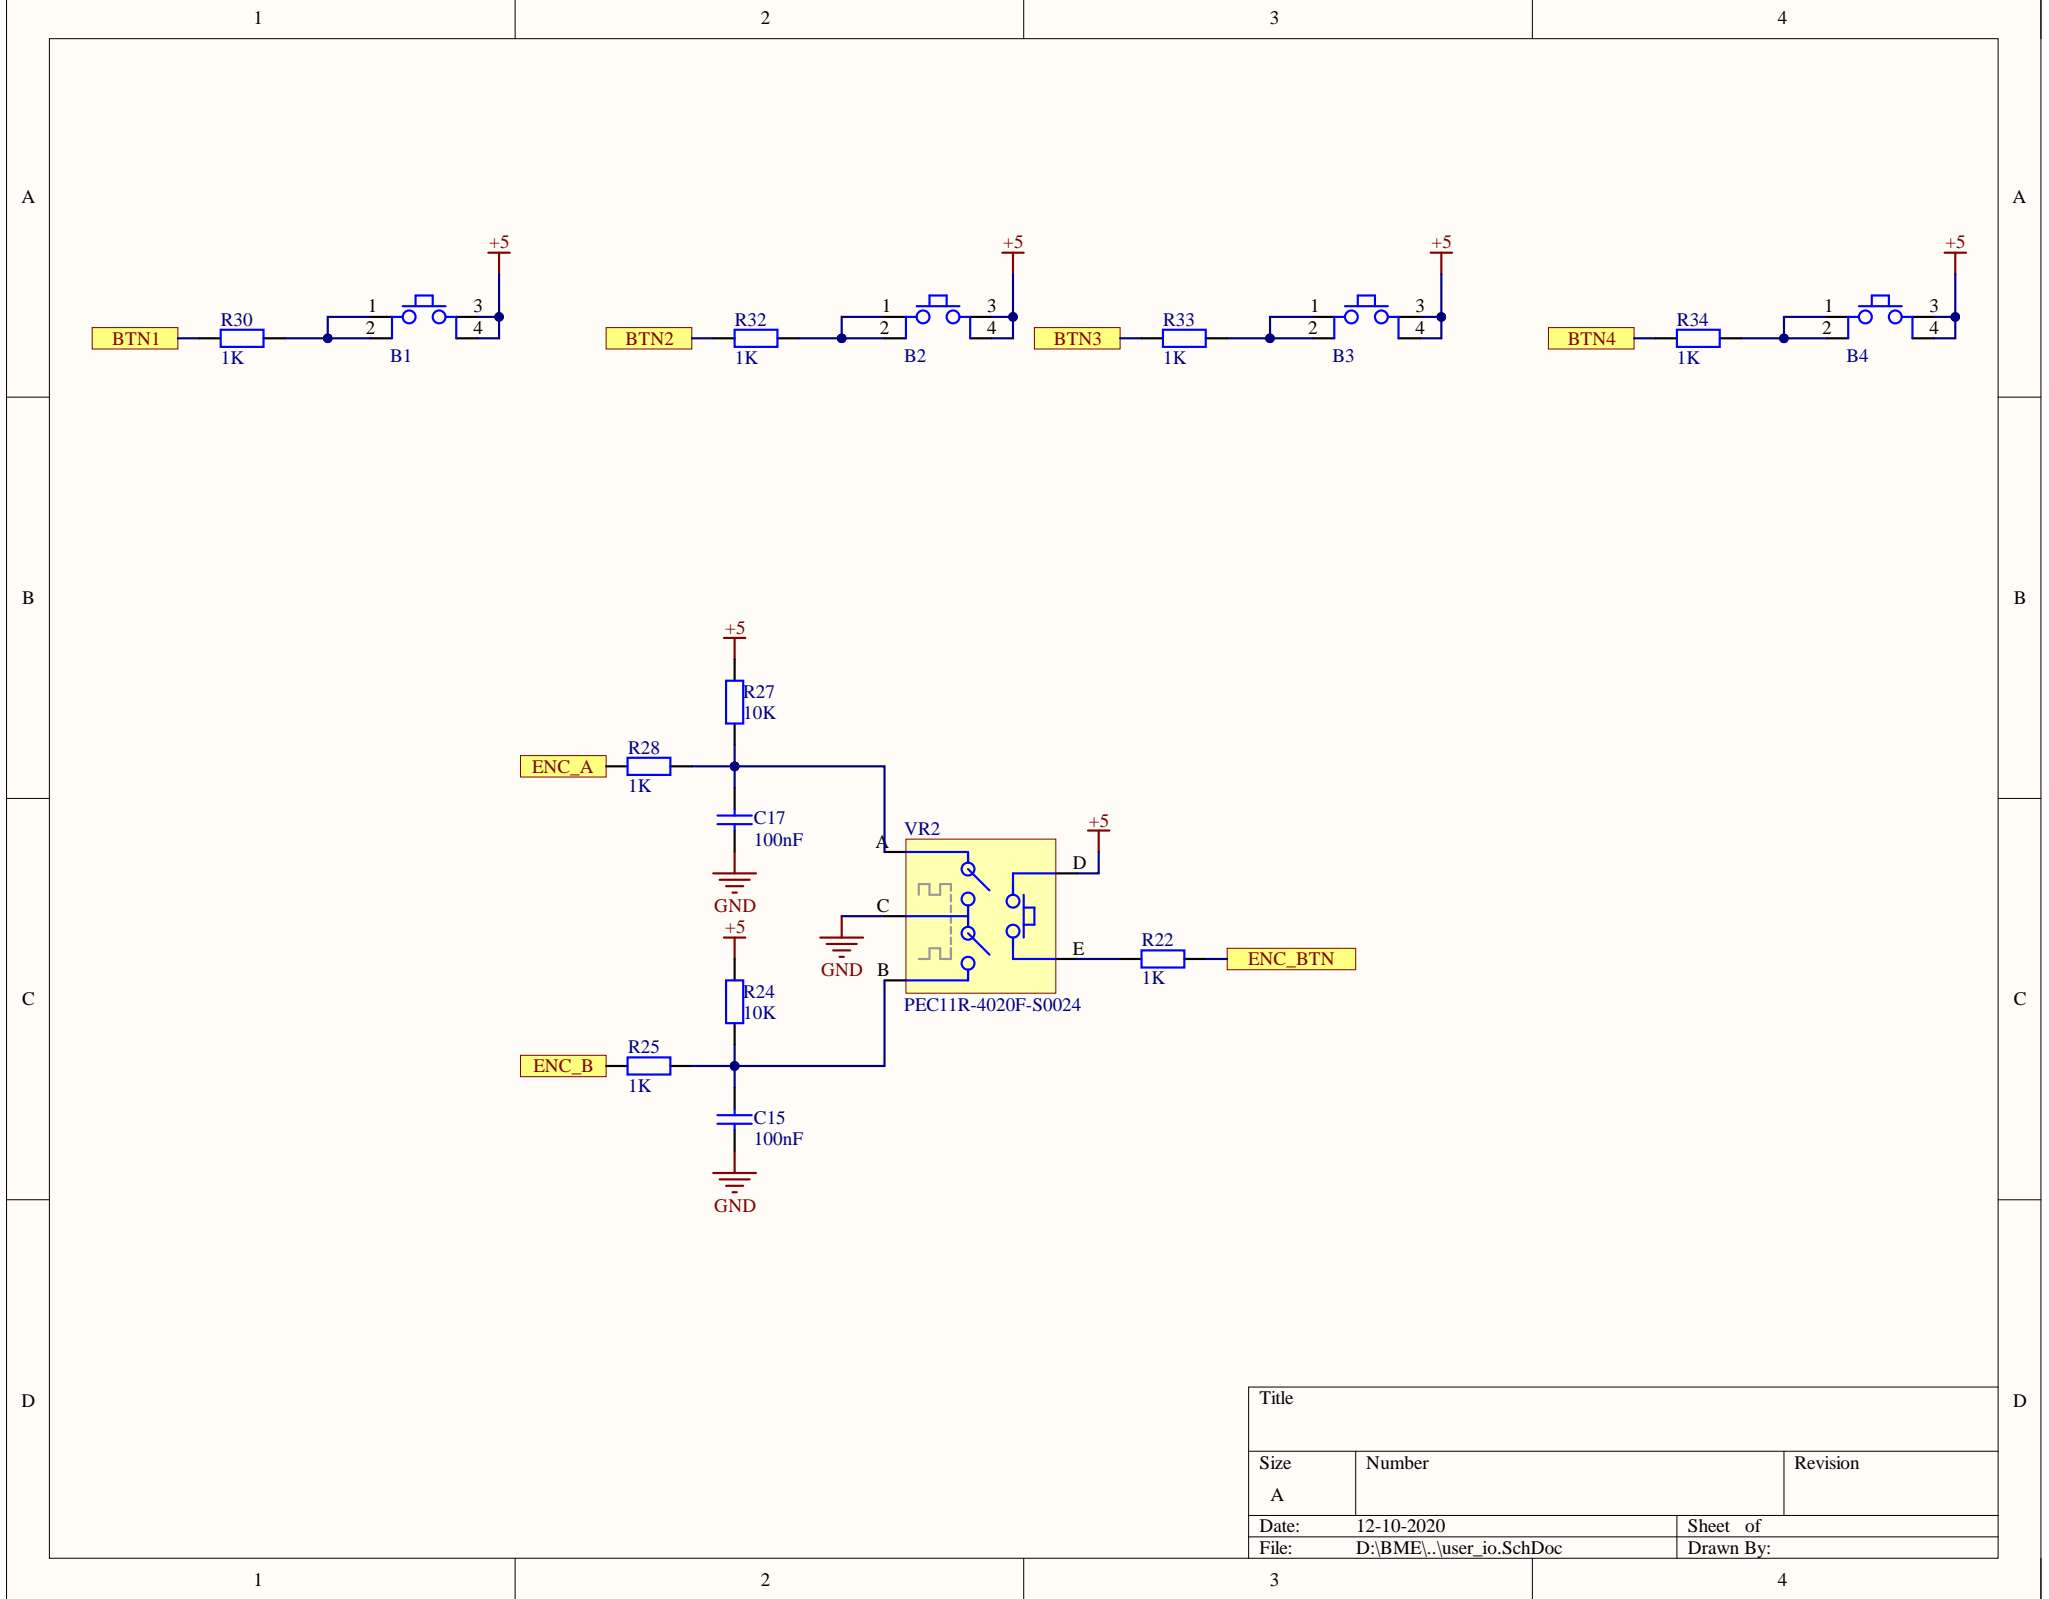 1 2 3 4
A A
+5 +5 +5 +5
BTN1 R30 1K 1 2 3 4 B1
BTN2 R32 1K 1 2 3 4 B2
BTN3 R33 1K 1 2 3 4 B3
BTN4 R34 1K 1 2 3 4 B4
B B
+5
R27
10K
ENC_A R28 1K
C17
100nF
GND
+5
R24
10K
ENC_B R25 1K
C15
100nF
GND
VR2
A
C
B
GND
D
E
+5
PEC11R-4020F-S0024
R22
1K
ENC_BTN
C C
D D
Title
Size Number Revision
A
Date: 12-10-2020 Sheet of
File: D:\BME\..\user_io.SchDoc Drawn By:
1 2 3 4